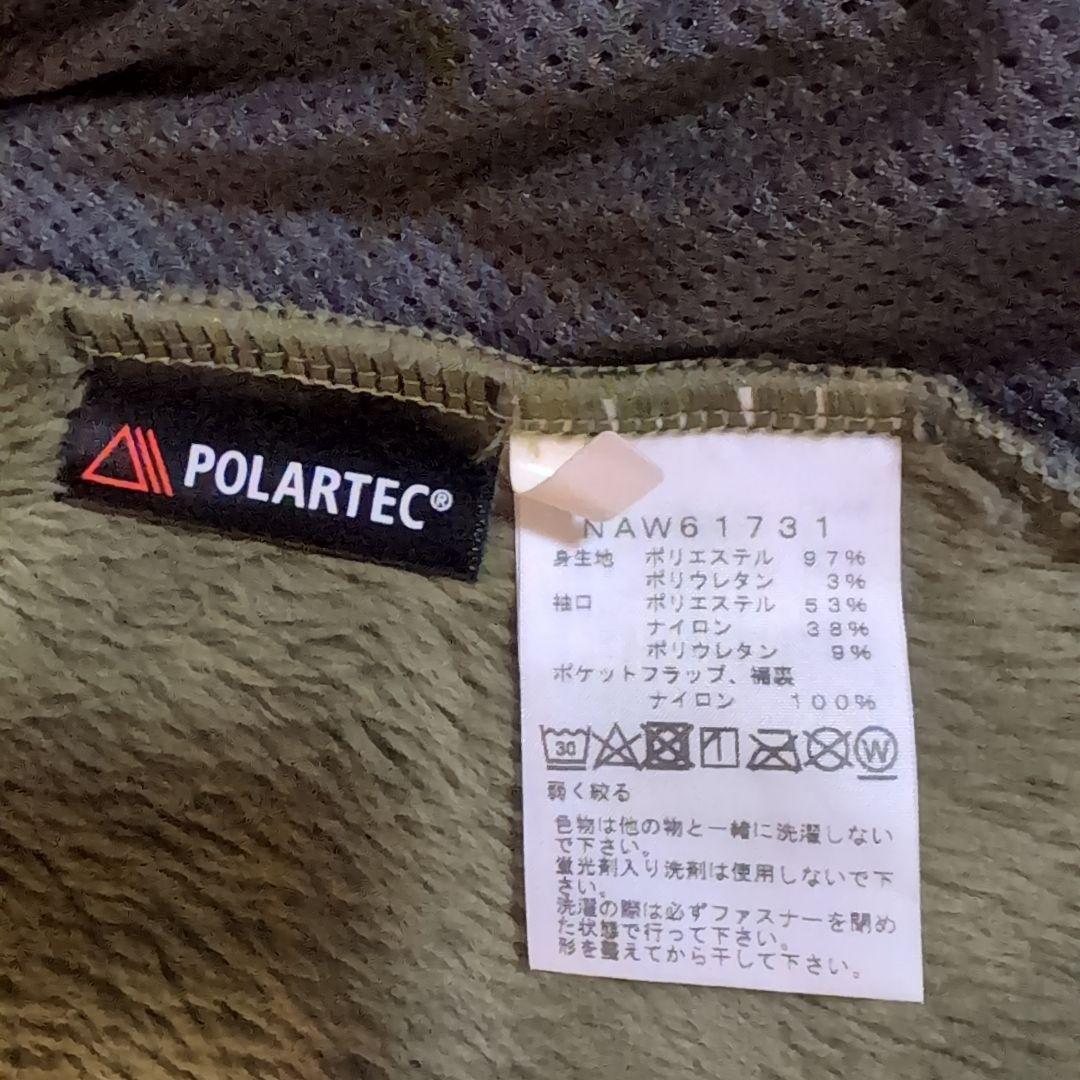 POLARTEC®
NAW61731
身生地 ポリエステル 97%
ポリウレタン 3%
袖口 ポリエステル 53%
ナイロン 38%
ポリウレタン 9%
ポケットフラップ、補裏
ナイロン 100%
30
W
弱く絞る
色物は他の物と一緒に洗濯しない
で下さい。
蛍光剤入り洗剤は使用しないで下
さい。
洗濯の際は必ずファスナーを閉め
た状態で行って下さい。
形を整えてから干して下さい。